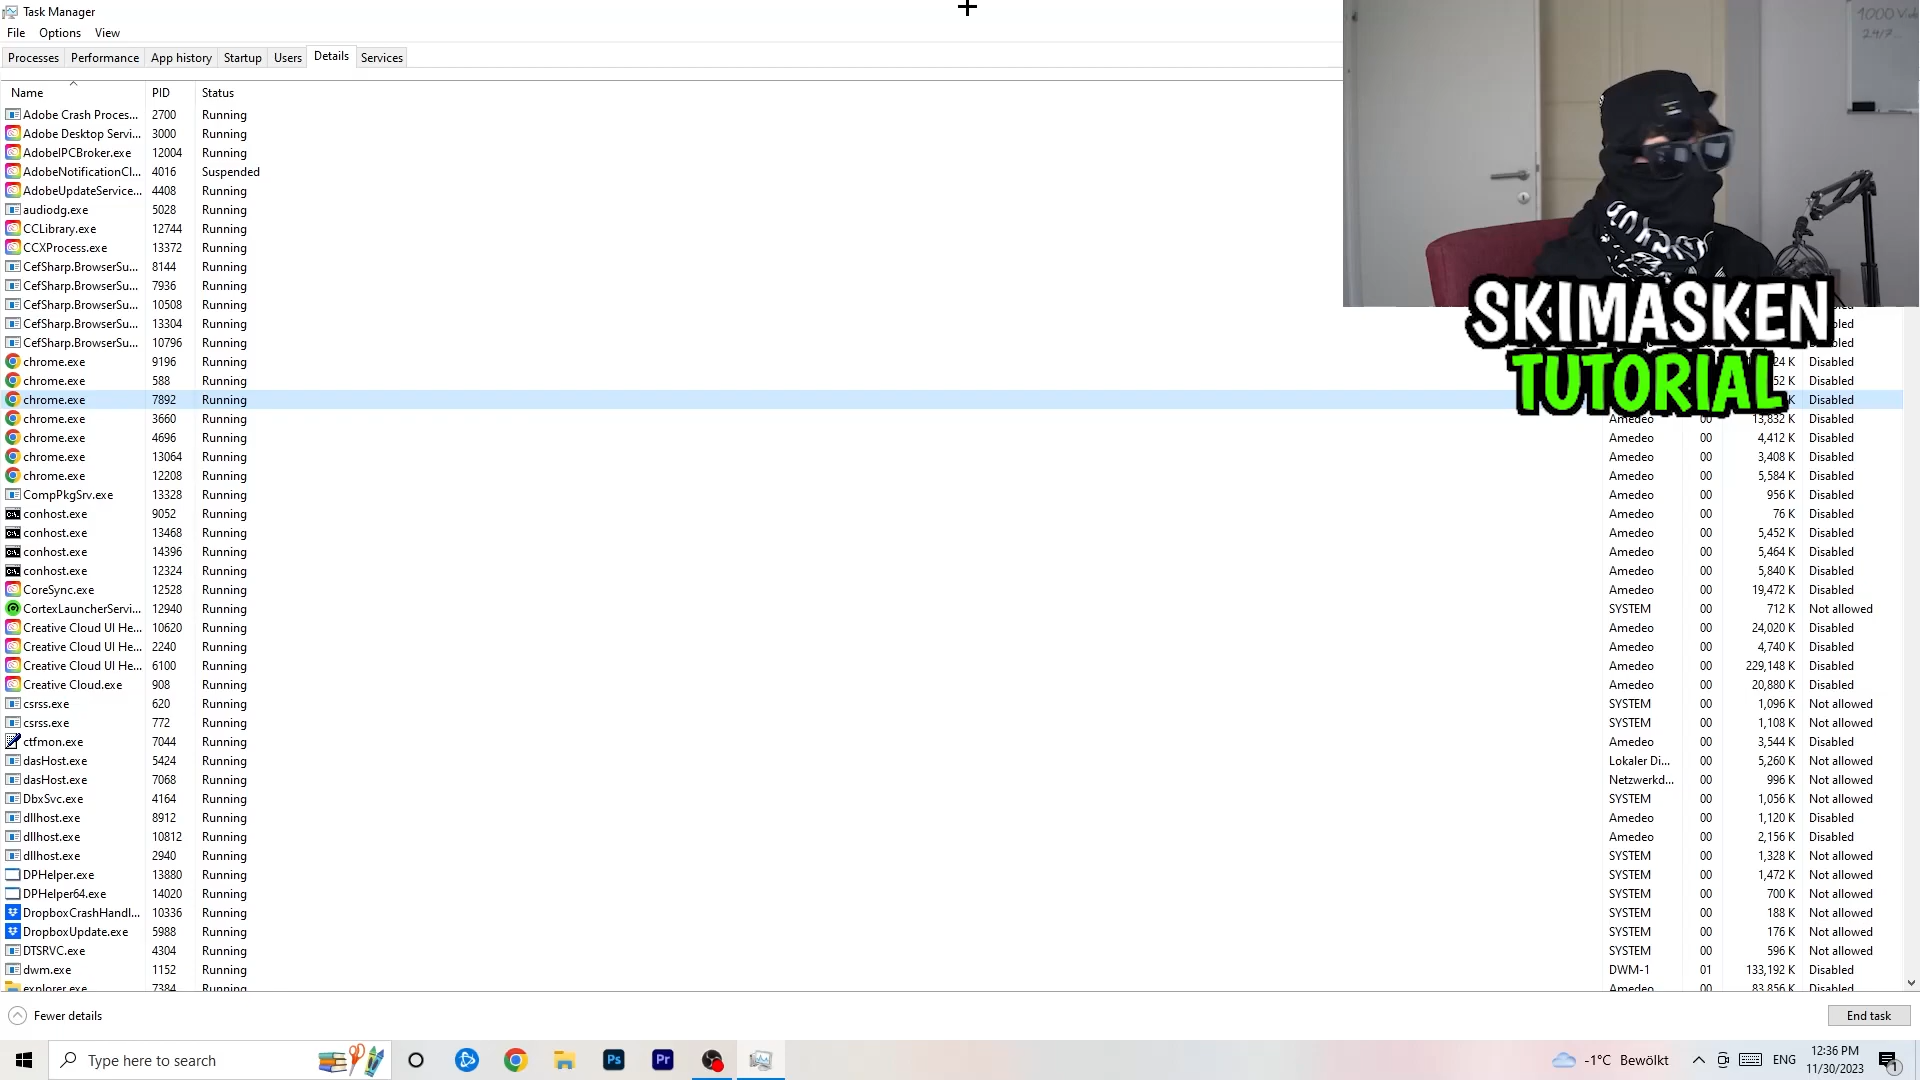 Task Manager
File Options View
Processes Performance App history Startup Users Details Services
1000
24/7
Name PID Status
Adobe Crash Proces... 2700 Running
Adobe Desktop Servi... 3000 Running
AdobeIPCBroker.exe 12004 Running
AdobeNotificationCl... 4016 Suspended
AdobeUpdateService... 4408 Running
audiodg.exe 5028 Running
CCLibrary.exe 12744 Running
CCXProcess.exe 13372 Running
CefSharp.BrowserSu... 8144 Running
CefSharp.BrowserSu... 7936 Running
CefSharp.BrowserSu... 10508 Running
CefSharp.BrowserSu... 13304 Running
CefSharp.BrowserSu... 10796 Running
SKIMASKEN
TUTORIAL
chrome.exe 9196 Running Disabled
chrome.exe 588 Running Disabled
chrome.exe 7892 Running K Disabled
chrome.exe 3660 Running Amedeo 00 13,832 K Disabled
chrome.exe 4696 Running Amedeo 00 4,412 K Disabled
chrome.exe 13064 Running Amedeo 00 3,408 K Disabled
chrome.exe 12208 Running Amedeo 00 5,584 K Disabled
CompPkgSrv.exe 13328 Running Amedeo 00 956 K Disabled
conhost.exe 9052 Running Amedeo 00 76 K Disabled
conhost.exe 13468 Running Amedeo 00 5,452 K Disabled
conhost.exe 14396 Running Amedeo 00 5,464 K Disabled
conhost.exe 12324 Running Amedeo 00 5,840 K Disabled
CoreSync.exe 12528 Running Amedeo 00 19,472 K Disabled
CortexLauncherServi... 12940 Running SYSTEM 00 712 K Not allowed
Creative Cloud UI He... 10620 Running Amedeo 00 24,020 K Disabled
Creative Cloud UI He... 2240 Running Amedeo 00 4,740 K Disabled
Creative Cloud UI He... 6100 Running Amedeo 00 229,148 K Disabled
Creative Cloud.exe 908 Running Amedeo 00 20,880 K Disabled
csrss.exe 620 Running SYSTEM 00 1,096 K Not allowed
csrss.exe 772 Running SYSTEM 00 1,108 K Not allowed
ctfmon.exe 7044 Running Amedeo 00 3,544 K Disabled
dasHost.exe 5424 Running Lokaler Di... 00 5,260 K Not allowed
dasHost.exe 7068 Running Netzwerkd... 00 996 K Not allowed
DbxSvc.exe 4164 Running SYSTEM 00 1,056 K Not allowed
dllhost.exe 8912 Running Amedeo 00 1,120 K Disabled
dllhost.exe 10812 Running Amedeo 00 2,156 K Disabled
dllhost.exe 2940 Running SYSTEM 00 1,328 K Not allowed
DPHelper.exe 13880 Running SYSTEM 00 1,472 K Not allowed
DPHelper64.exe 14020 Running SYSTEM 00 700 K Not allowed
DropboxCrashHandl... 10336 Running SYSTEM 00 188 K Not allowed
DropboxUpdate.exe 5988 Running SYSTEM 00 176 K Not allowed
DTSRVC.exe 4304 Running SYSTEM 00 596 K Not allowed
dwm.exe 1152 Running DWM-1 01 133,192 K Disabled
explorer.exe 7384 Running Amedeo 00 83,856 K Disabled
Fewer details End task
Type here to search Ps Pr -1°C Bewölkt ENG 12:36 PM
11/30/2023 1